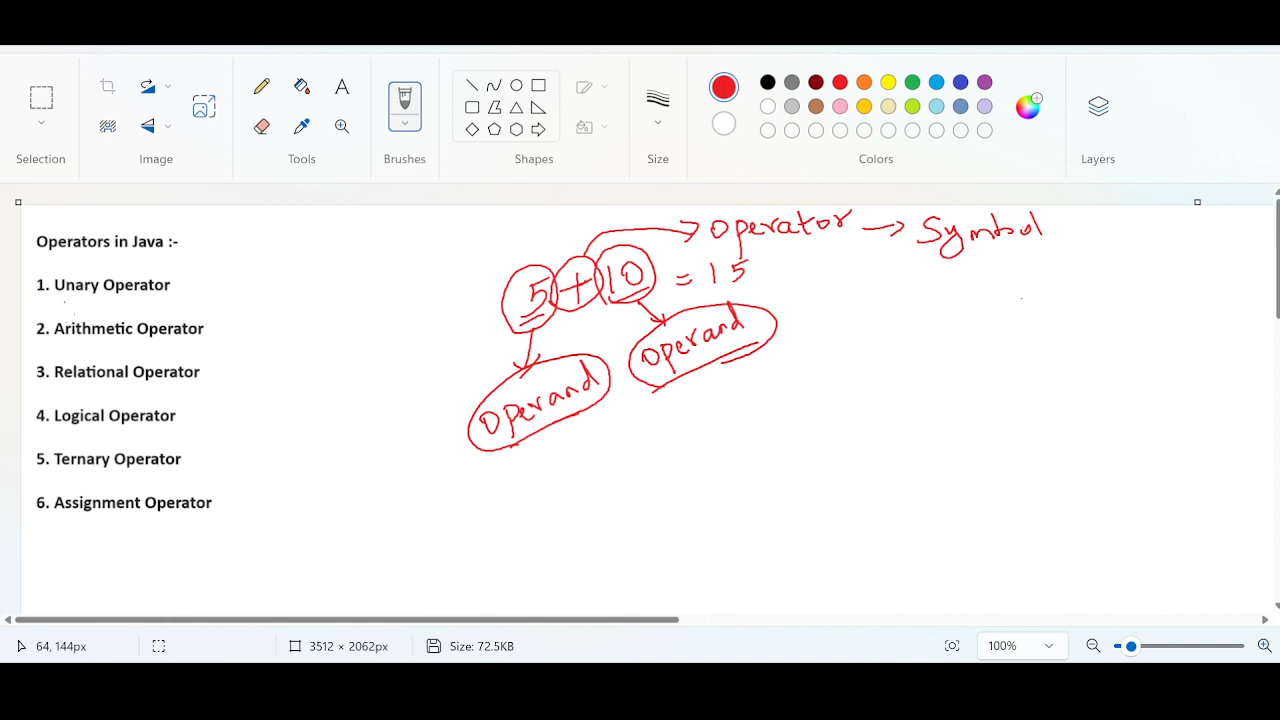 Selection
Image
Tools
Brushes
Shapes
Size
Colors
Layers
Operators in Java :-
operator → Symbol
5 + 10 = 15
1. Unary Operator
2. Arithmetic Operator
operand
3. Relational Operator
operand
4. Logical Operator
5. Ternary Operator
6. Assignment Operator
64, 144px
3512 × 2062px
Size: 72.5KB
100%